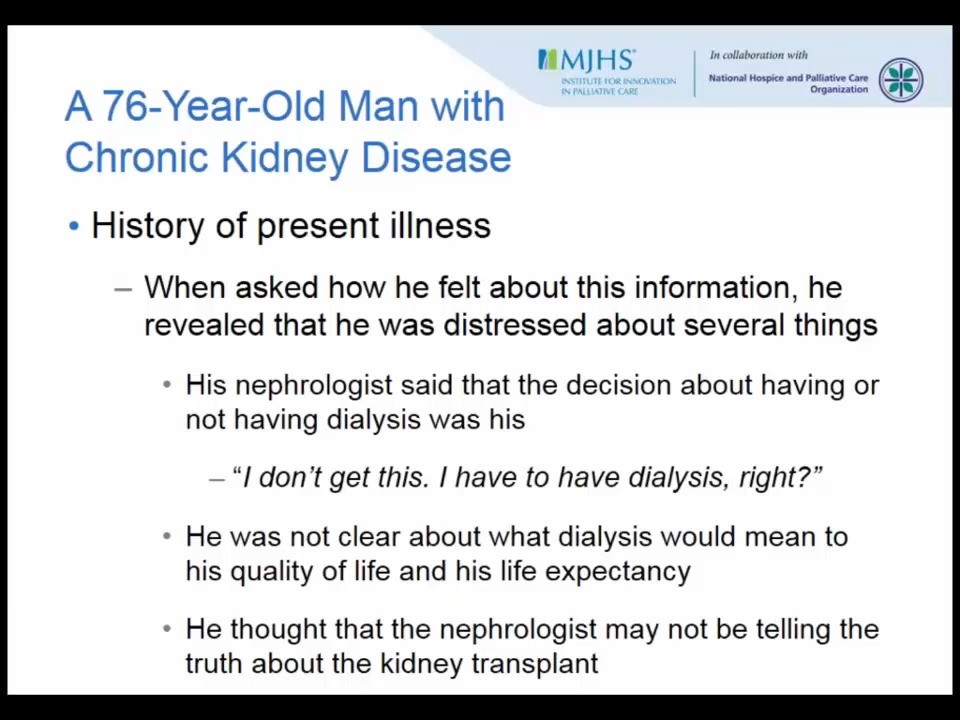 MJHS
INSTITUTE FOR INNOVATION
IN PALLIATIVE CARE
In collaboration with
National Hospice and Palliative Care
Organization
A 76-Year-Old Man with
Chronic Kidney Disease
• History of present illness
– When asked how he felt about this information, he
revealed that he was distressed about several things
• His nephrologist said that the decision about having or
not having dialysis was his
– “I don’t get this. I have to have dialysis, right?”
• He was not clear about what dialysis would mean to
his quality of life and his life expectancy
• He thought that the nephrologist may not be telling the
truth about the kidney transplant